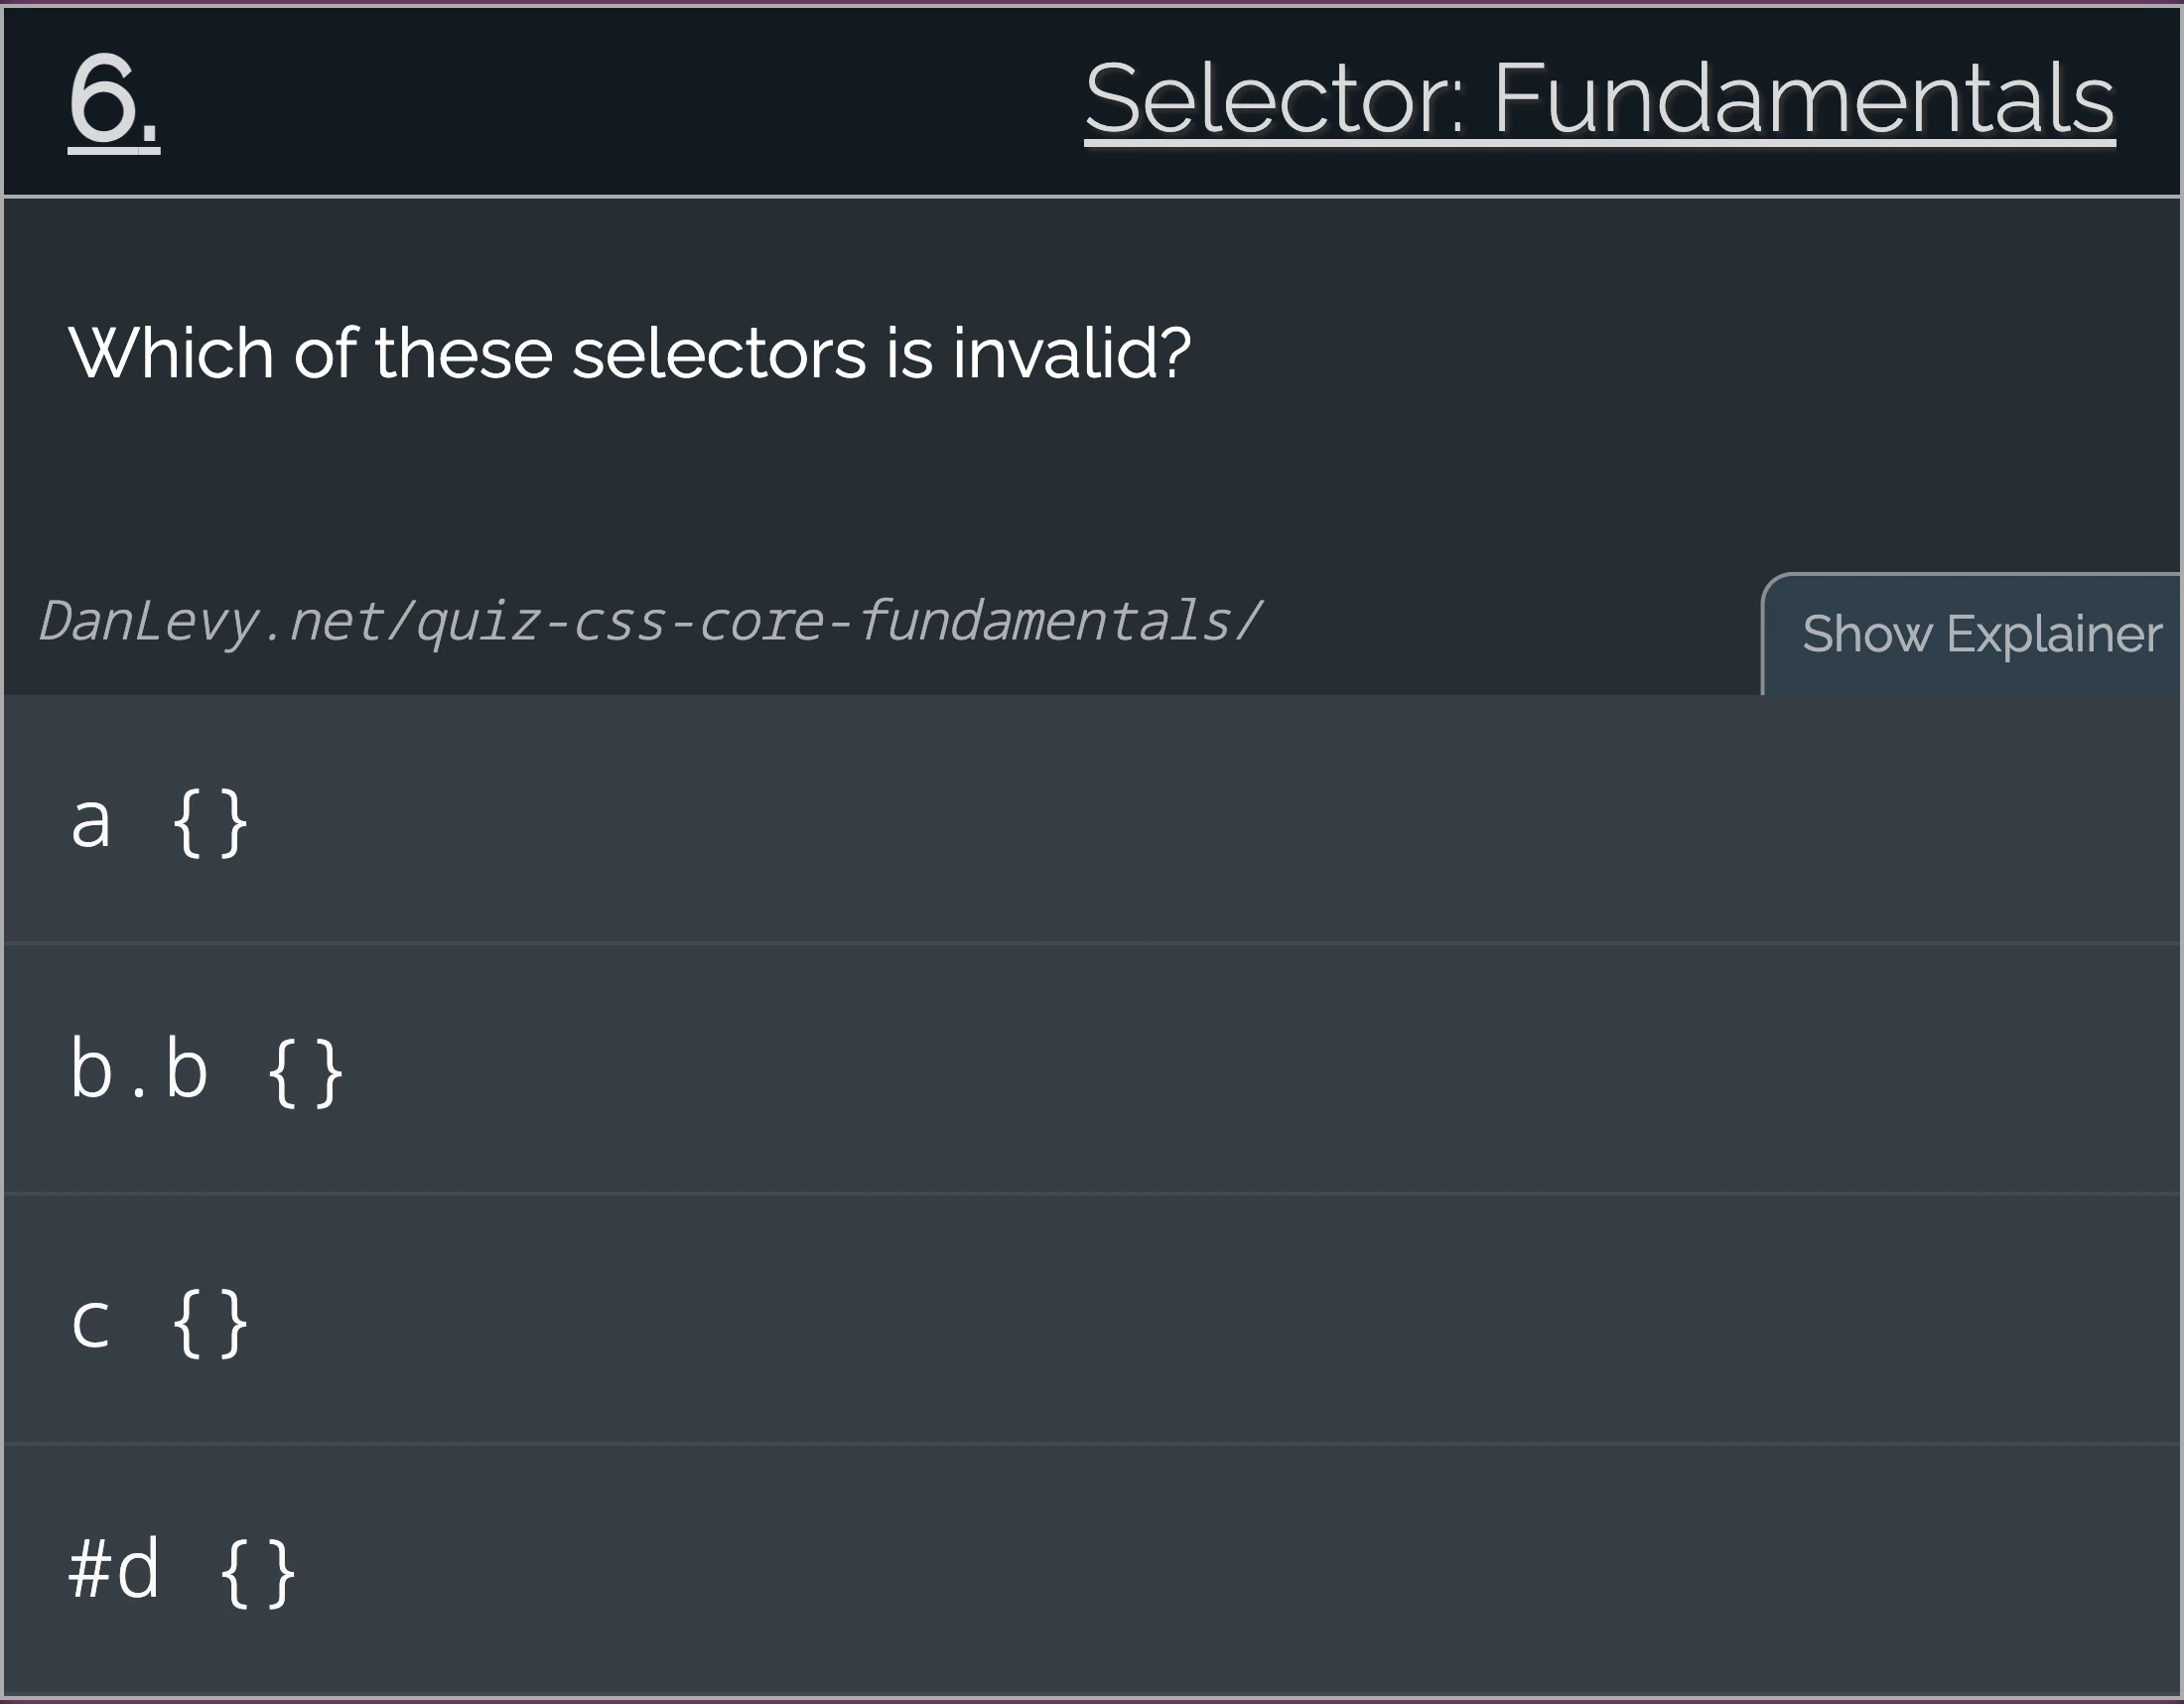 6.
Selector: Fundamentals
Which of these selectors is invalid?
DanLevy.net/quiz-css-core-fundamentals/
Show Explainer
a {}
b.b {}
c {}
#d {}